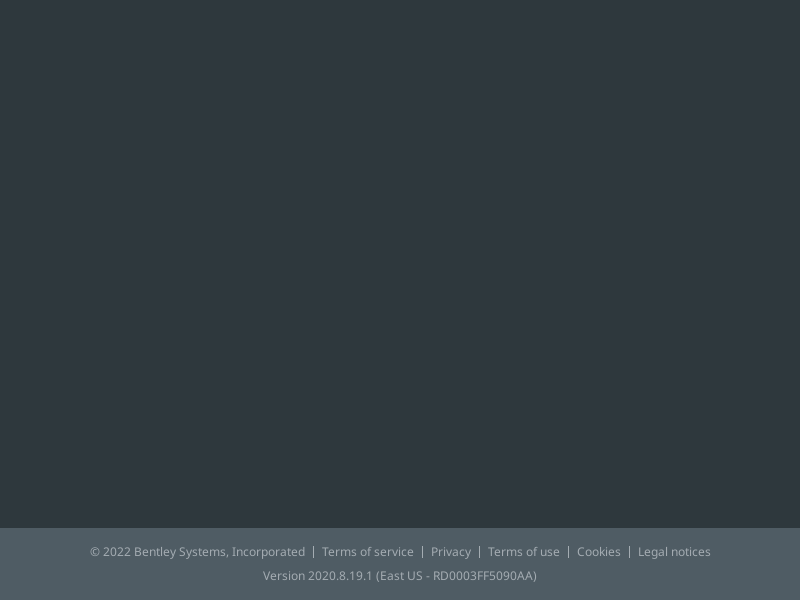 © 2022 Bentley Systems, Incorporated | Terms of service | Privacy | Terms of use | Cookies | Legal notices
Version 2020.8.19.1 (East US - RD0003FF5090AA)